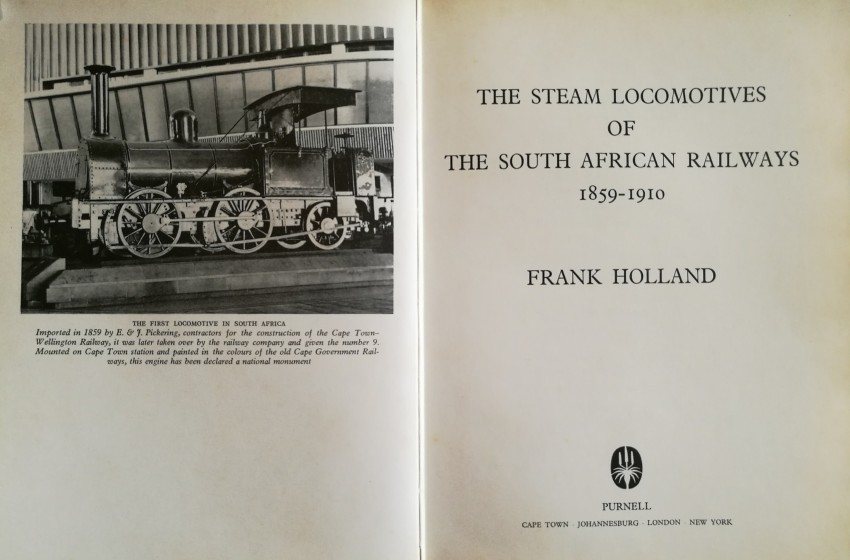 THE FIRST LOCOMOTIVE IN SOUTH AFRICA
Imported in 1859 by E. & J. Pickering, contractors for the construction of the Cape Town–
Wellington Railway, it was later taken over by the railway company and given the number 9.
Mounted on Cape Town station and painted in the colours of the old Cape Government Rail-
ways, this engine has been declared a national monument
THE STEAM LOCOMOTIVES
OF
THE SOUTH AFRICAN RAILWAYS
1859-1910
FRANK HOLLAND
PURNELL
CAPE TOWN · JOHANNESBURG · LONDON · NEW YORK